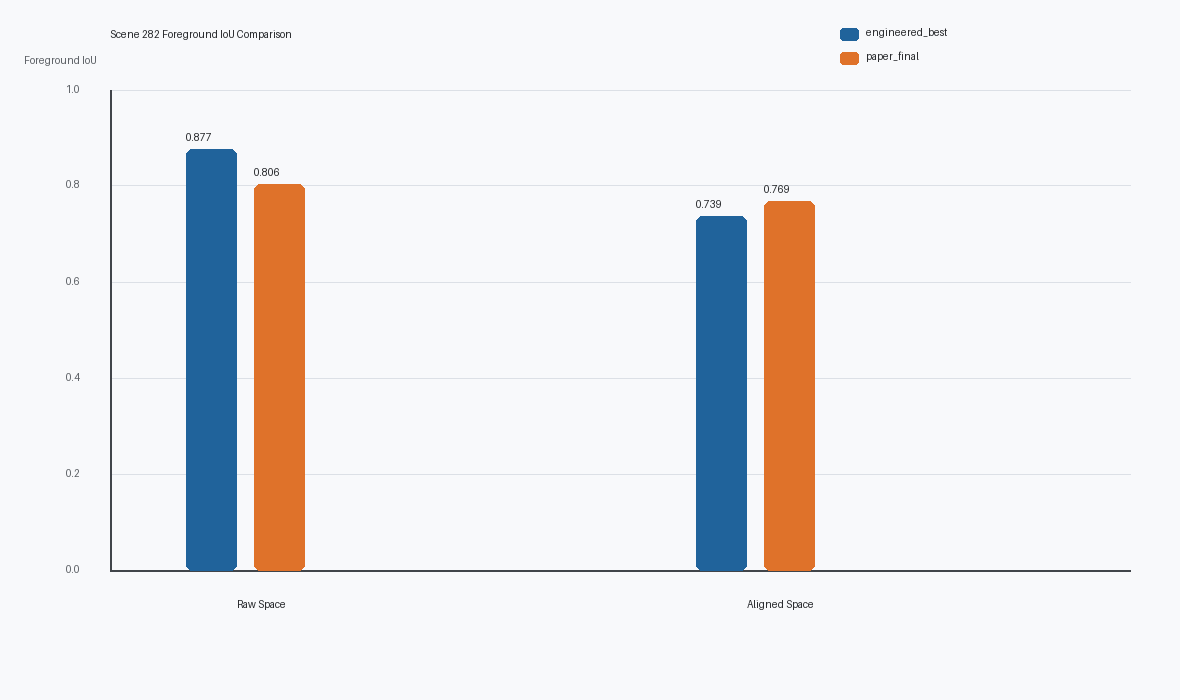 Scene 282 Foreground IoU Comparison
engineered_best
paper_final
Foreground IoU
1.0
0.8
0.6
0.4
0.2
0.0
0.877
0.806
0.739
0.769
Raw Space
Aligned Space